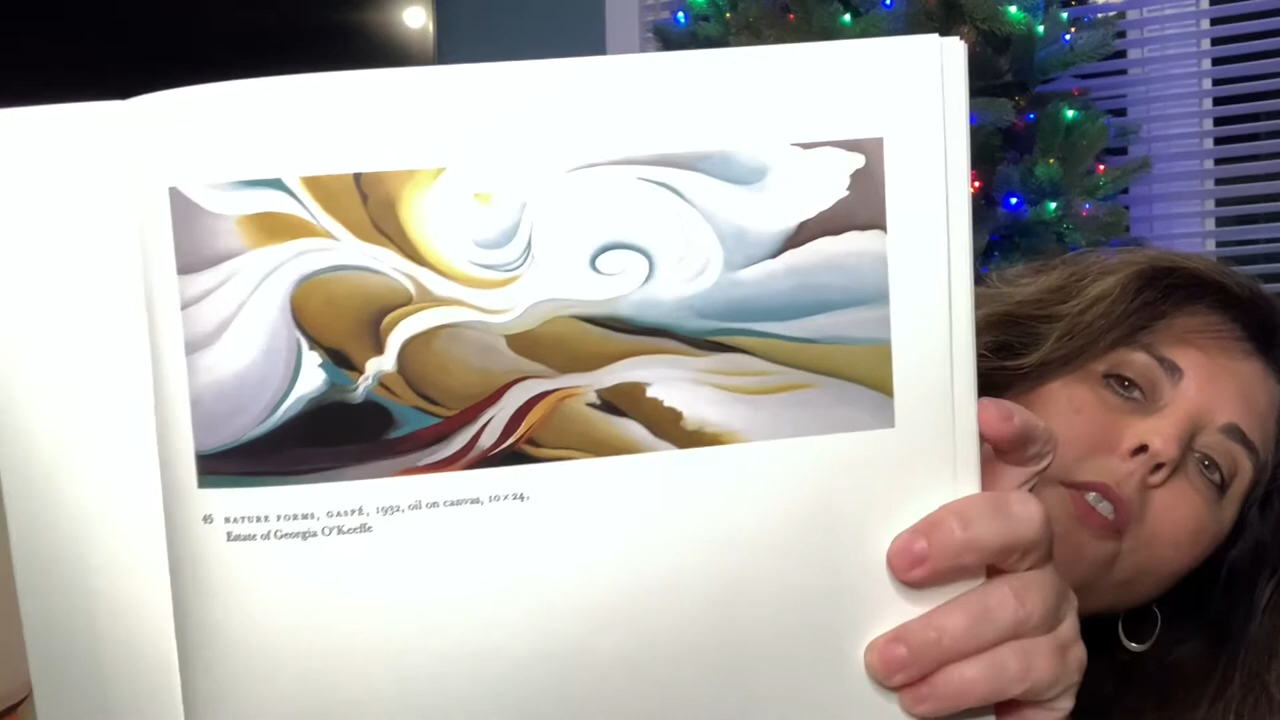 45 NATURE FORMS, GASPÉ, 1932, oil on canvas, 10 x 24,
Estate of Georgia O'Keeffe